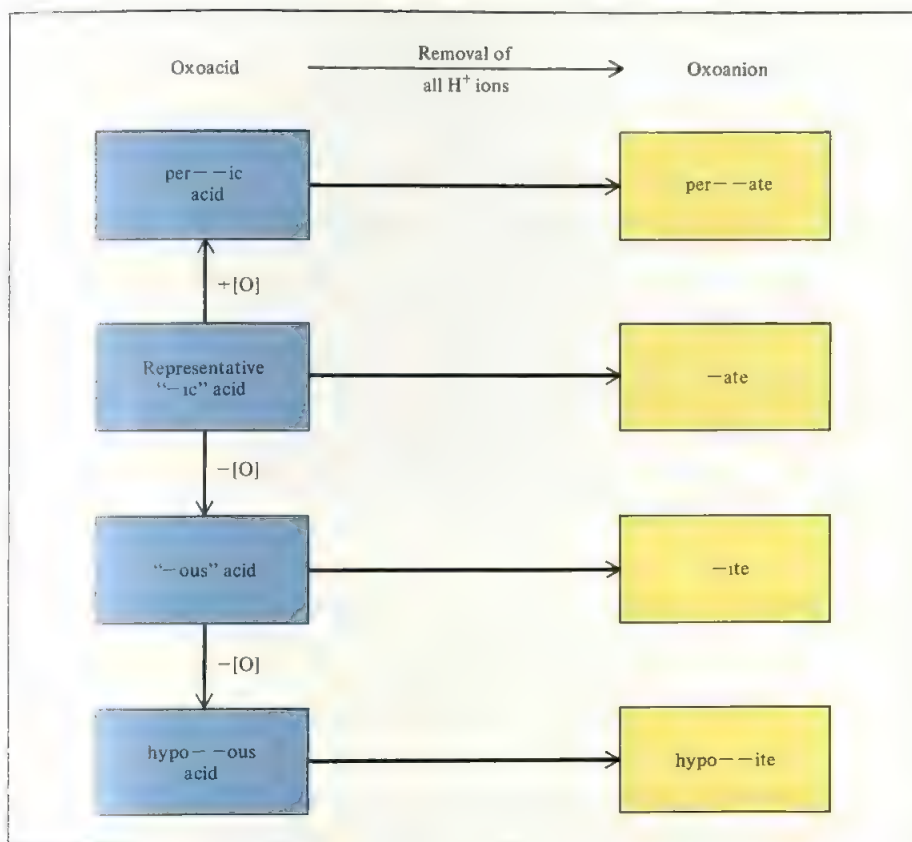 Oxoacid
Removal of
all H⁺ ions
Oxoanion
per– –ic
acid
per– –ate
+[O]
Representative
“–ic” acid
–ate
–[O]
“–ous” acid
–ite
–[O]
hypo– –ous
acid
hypo– –ite